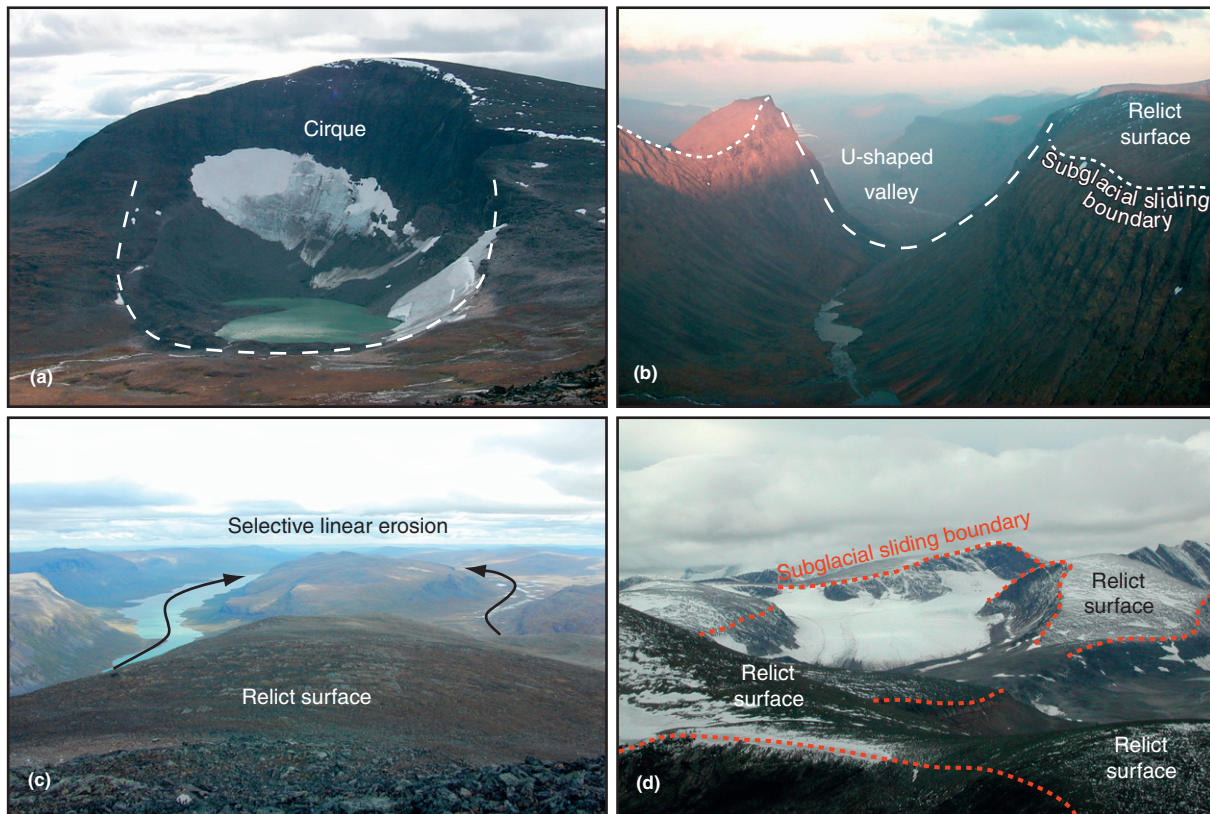 Cirque
(a)
Relict
surface
U-shaped
valley
Subglacial sliding
boundary
(b)
Selective linear erosion
Relict surface
(c)
Subglacial sliding boundary
Relict
surface
Relict
surface
Relict
surface
(d)